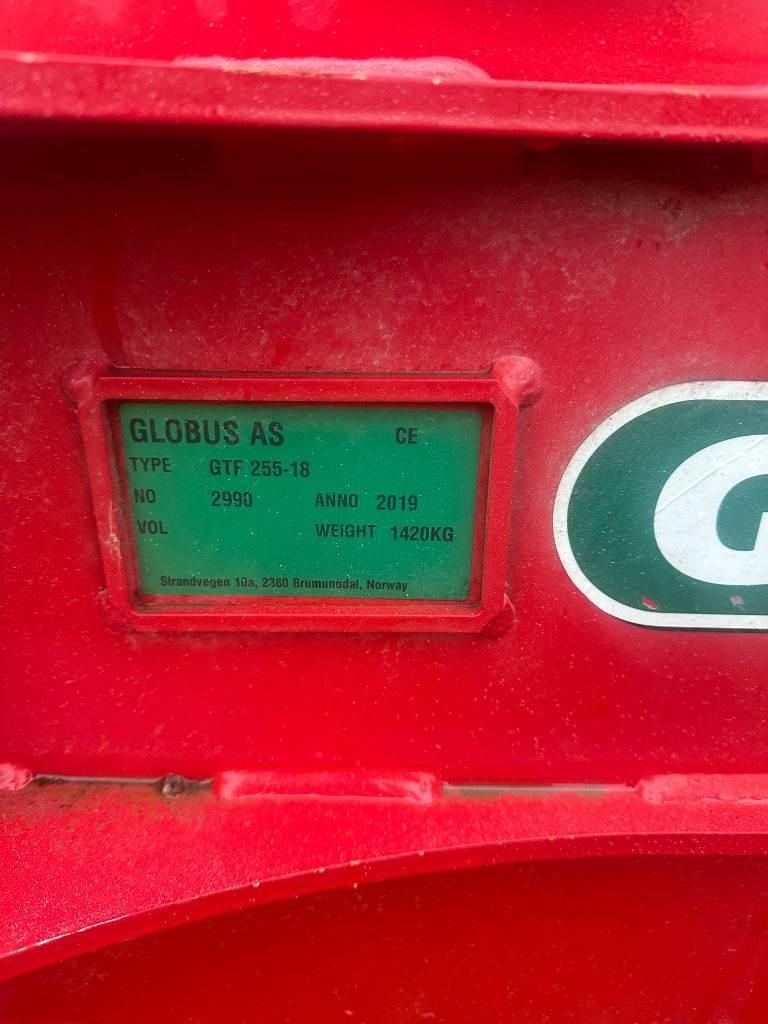 GLOBUS AS CE
TYPE GTF 255-18
NO 2990 ANNO 2019
VOL WEIGHT 1420KG
Strandvegen 10a, 2380 Brumunddal, Norway
G